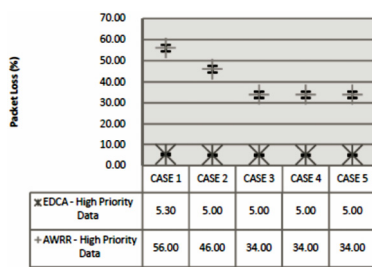 70.00
60.00
50.00
40.00
30.00
20.00
10.00
0.00
Packet Loss (%)
CASE 1 CASE 2 CASE 3 CASE 4 CASE 5
EDCA - High Priority Data 5.30 5.00 5.00 5.00 5.00
AWRR - High Priority Data 56.00 46.00 34.00 34.00 34.00